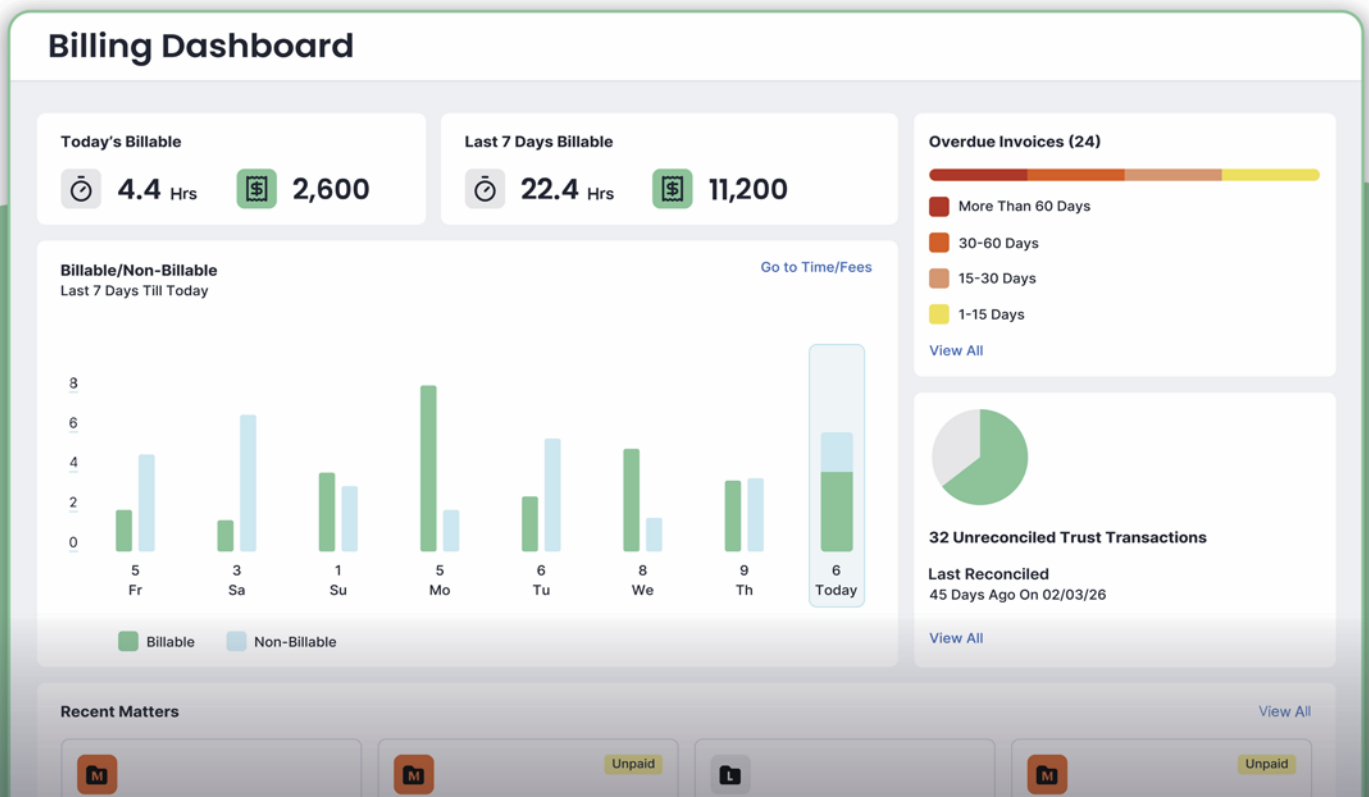 Billing Dashboard
Today's Billable
4.4 Hrs
$ 2,600
Last 7 Days Billable
22.4 Hrs
$ 11,200
Billable/Non-Billable
Last 7 Days Till Today
Go to Time/Fees
8
6
4
2
0
5 3 1 5 6 8 9 6
Fr Sa Su Mo Tu We Th Today
Billable Non-Billable
Overdue Invoices (24)
More Than 60 Days
30-60 Days
15-30 Days
1-15 Days
View All
32 Unreconciled Trust Transactions
Last Reconciled
45 Days Ago On 02/03/26
View All
Recent Matters View All
M
M Unpaid
L
M Unpaid